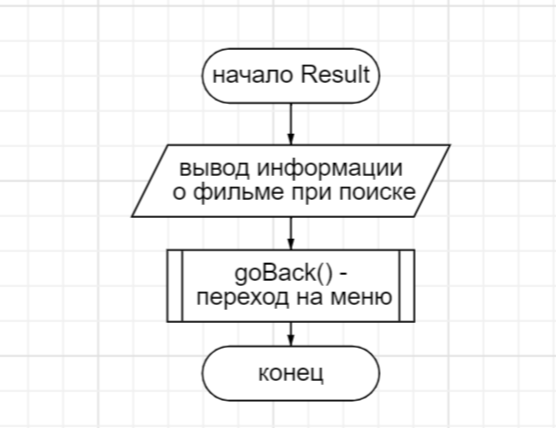 начало Result
вывод информации
о фильме при поиске
goBack() -
переход на меню
конец